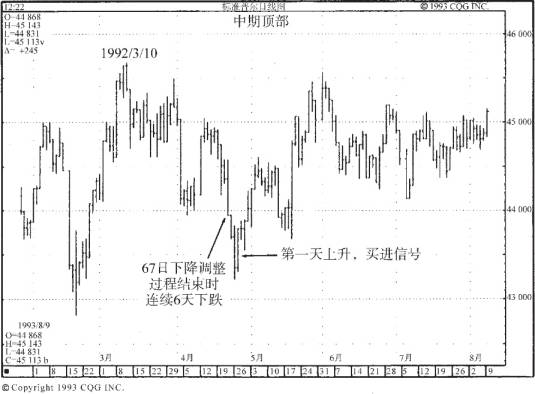 12:22
标准普尔日线图
© 1993 CQG INC.
O=44 868
H=45 143
L=44 831
L=45 113v
Δ= +245
中期顶部
1992/3/10
46 000
45 000
44 000
43 000
第一天上升，买进信号
67日下降调整
过程结束时
连续6天下跌
1993/8/9
O=44 868
H=45 143
L=44 831
C=45 113 b
3月
4月
5月
6月
7月
8月
1 8 15 22 1 8 15 22 29 5 12 19 26 3 10 17 24 31 7 14 21 28 5 12 19 26 2 9
© Copyright 1993 CQG INC.